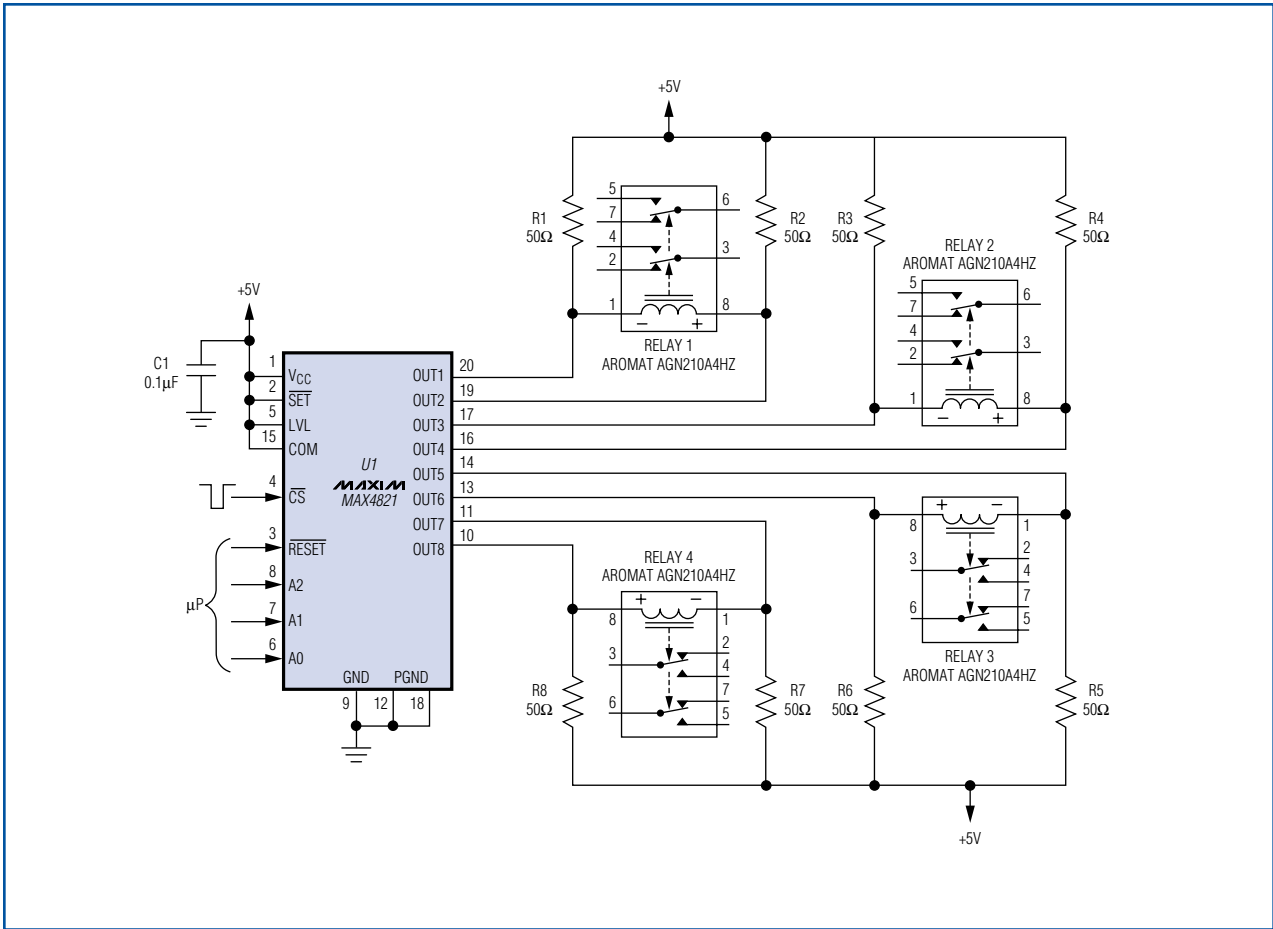 +5V
R1
50Ω
5
7
4
2
6
3
1
8
− +
RELAY 1
AROMAT AGN210A4HZ
R2
50Ω
R3
50Ω
R4
50Ω
RELAY 2
AROMAT AGN210A4HZ
5
7
4
2
6
3
1
8
− +
+5V
C1
0.1µF
1
VCC
2
SET
5
LVL
15
COM
4
CS
3
RESET
8
A2
7
A1
6
A0
µP
U1
MAXIM
MAX4821
OUT1
20
OUT2
19
OUT3
17
OUT4
16
OUT5
14
OUT6
13
OUT7
11
OUT8
10
GND
PGND
9
12
18
RELAY 4
AROMAT AGN210A4HZ
+ −
8
1
3
2
4
6
7
5
R8
50Ω
R7
50Ω
+ −
8
1
3
2
4
6
7
5
RELAY 3
AROMAT AGN210A4HZ
R6
50Ω
R5
50Ω
+5V